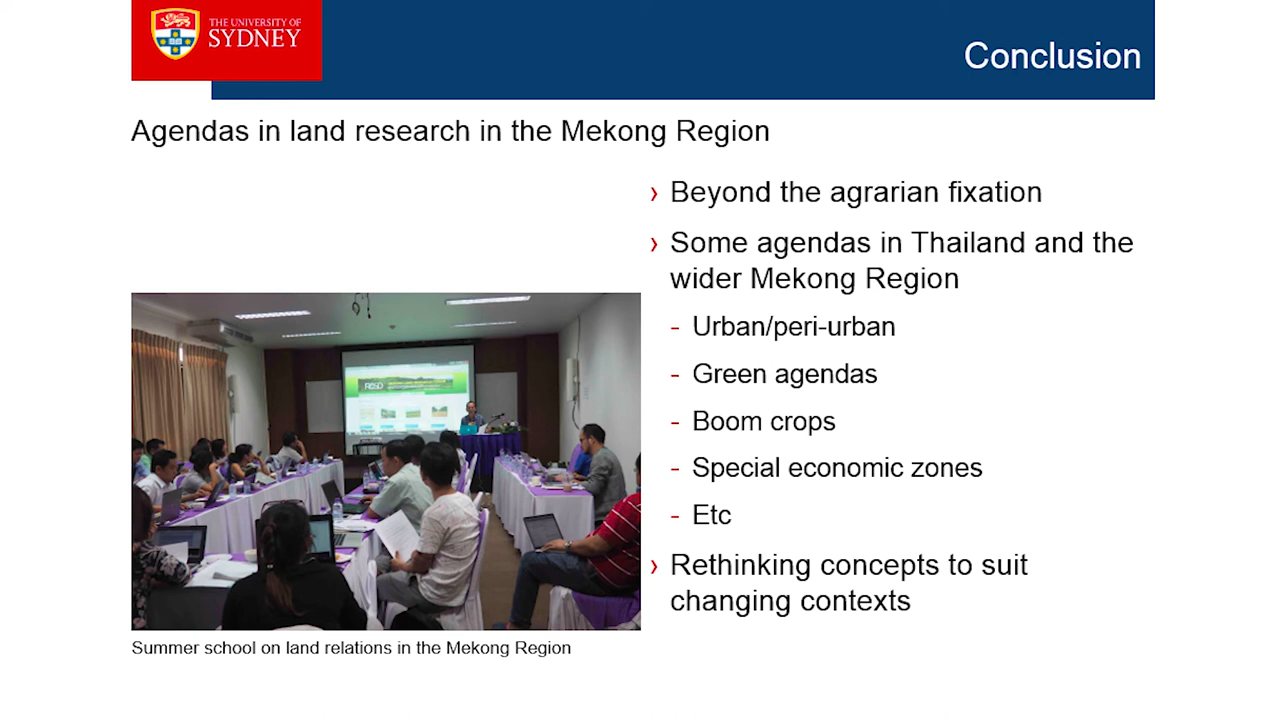 THE UNIVERSITY OF
SYDNEY
Conclusion
Agendas in land research in the Mekong Region
› Beyond the agrarian fixation
› Some agendas in Thailand and the
wider Mekong Region
- Urban/peri-urban
- Green agendas
- Boom crops
- Special economic zones
- Etc
› Rethinking concepts to suit
changing contexts
Summer school on land relations in the Mekong Region